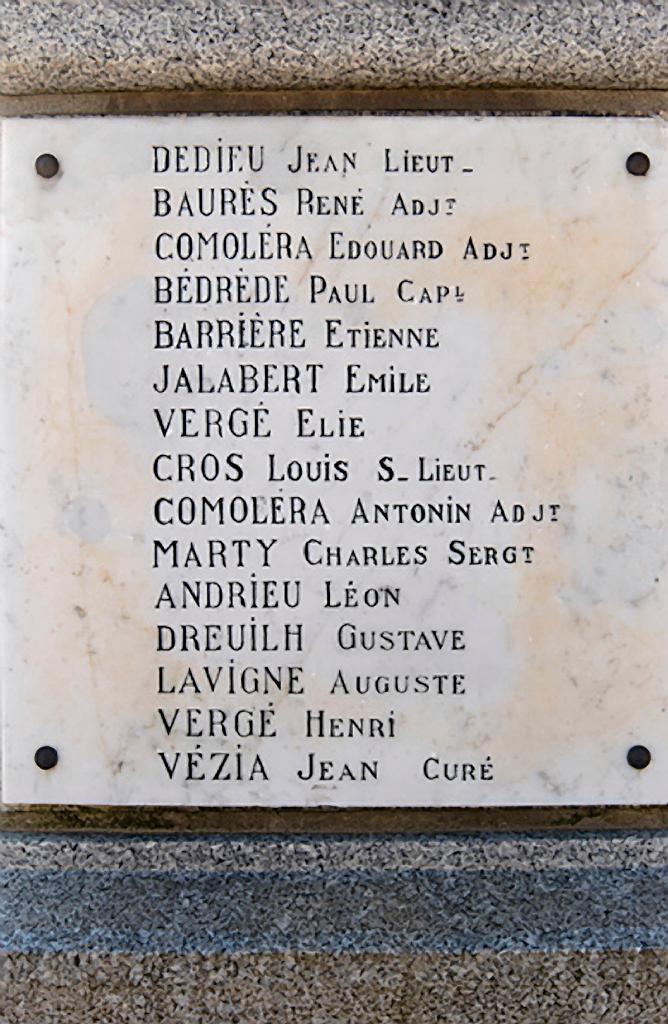 DEDIEU JEAN LIEUT_
BAURÈS RENÉ ADJT
COMOLÉRA EDOUARD ADJT
BÉDRÈDE PAUL CAPL
BARRIÈRE ETIENNE
JALABERT EMILE
VERGÉ ELIE
CROS LOUIS S_LIEUT_
COMOLÉRA ANTONIN ADJT
MARTY CHARLES SERGT
ANDRIEU LÉON
DREUILH GUSTAVE
LAVIGNE AUGUSTE
VERGÉ HENRI
VÉZIA JEAN CURÉ